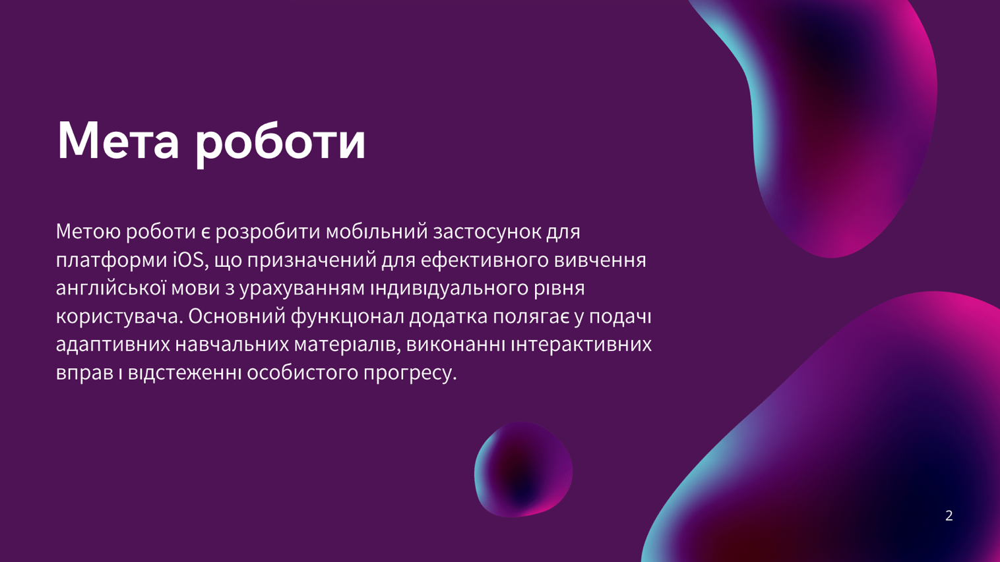 Мета роботи
Метою роботи є розробити мобільний застосунок для
платформи iOS, що призначений для ефективного вивчення
англійської мови з урахуванням індивідуального рівня
користувача. Основний функціонал додатка полягає у подачі
адаптивних навчальних матеріалів, виконанні інтерактивних
вправ і відстеженні особистого прогресу.
2